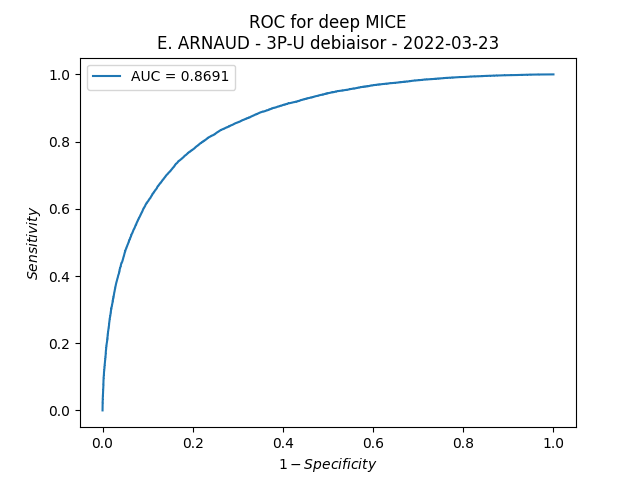 ROC for deep MICE
E. ARNAUD - 3P-U debiaisor - 2022-03-23
AUC = 0.8691
1.0
0.8
0.6
0.4
0.2
0.0
Sensitivity
0.0 0.2 0.4 0.6 0.8 1.0
1 − Specificity